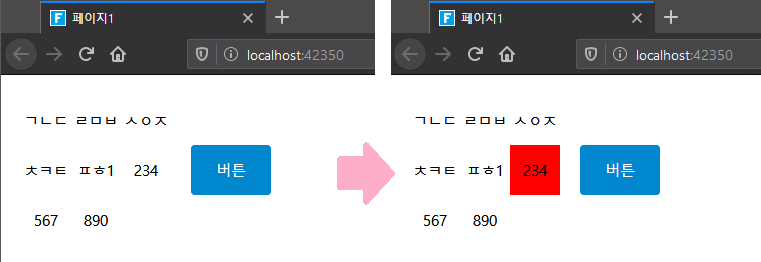 F 페이지1
localhost:42350
ㄱㄴㄷ ㄹㅁㅂ ㅅㅇㅈ
ㅊㅋㅌ ㅍㅎ1 234 버튼
567 890
F 페이지1
localhost:42350
ㄱㄴㄷ ㄹㅁㅂ ㅅㅇㅈ
ㅊㅋㅌ ㅍㅎ1 234 버튼
567 890